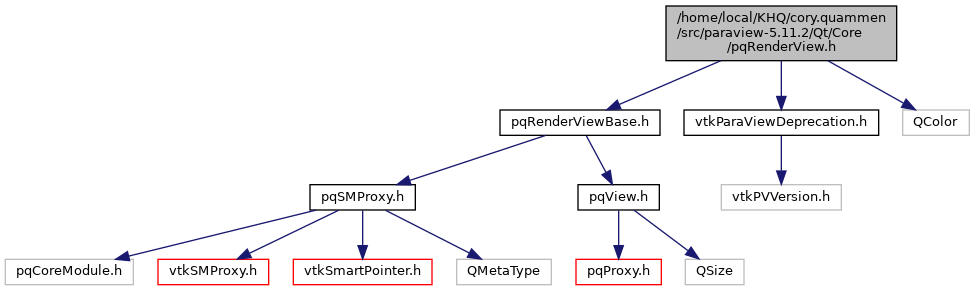 /home/local/KHQ/cory.quammen
/src/paraview-5.11.2/Qt/Core
/pqRenderView.h
pqRenderViewBase.h
vtkParaViewDeprecation.h
QColor
pqSMProxy.h
pqView.h
vtkPVVersion.h
pqCoreModule.h
vtkSMProxy.h
vtkSmartPointer.h
QMetaType
pqProxy.h
QSize